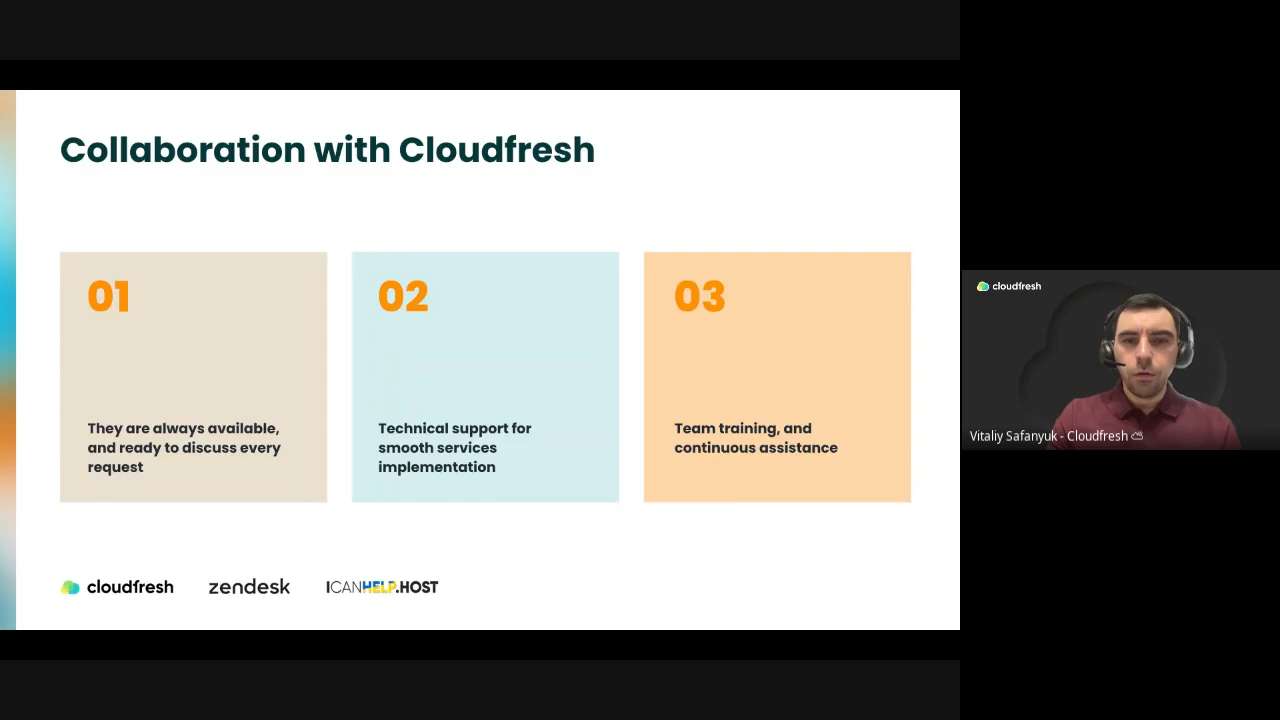 Collaboration with Cloudfresh
01
They are always available,
and ready to discuss every
request
02
Technical support for
smooth services
implementation
03
Team training, and
continuous assistance
cloudfresh
zendesk
ICANHELP.HOST
cloudfresh
Vitaliy Safanyuk - Cloudfresh